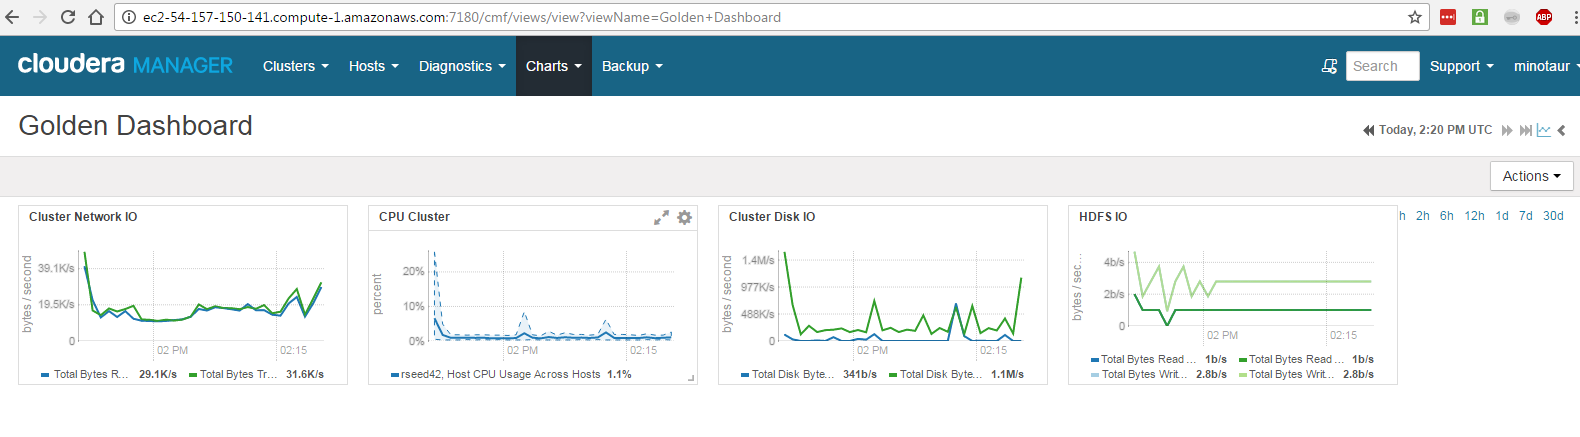 ec2-54-157-150-141.compute-1.amazonaws.com:7180/cmf/views/view?viewName=Golden+Dashboard
ABP
cloudera MANAGER Clusters Hosts Diagnostics Charts Backup Search Support minotaur
Golden Dashboard
Today, 2:20 PM UTC
Actions
h 2h 6h 12h 1d 7d 30d
Cluster Network IO
bytes / second
39.1K/s
19.5K/s
0
02 PM 02:15
Total Bytes R... 29.1K/s Total Bytes Tr... 31.6K/s
CPU Cluster
percent
20%
10%
0%
02 PM 02:15
rseed42, Host CPU Usage Across Hosts 1.1%
Cluster Disk IO
bytes / second
1.4M/s
977K/s
488K/s
0
02 PM 02:15
Total Disk Byte... 341b/s Total Disk Byte... 1.1M/s
HDFS IO
bytes / sec...
4b/s
2b/s
0
02 PM 02:15
Total Bytes Read ... 1b/s Total Bytes Read ... 1b/s
Total Bytes Writ... 2.8b/s Total Bytes Writ... 2.8b/s